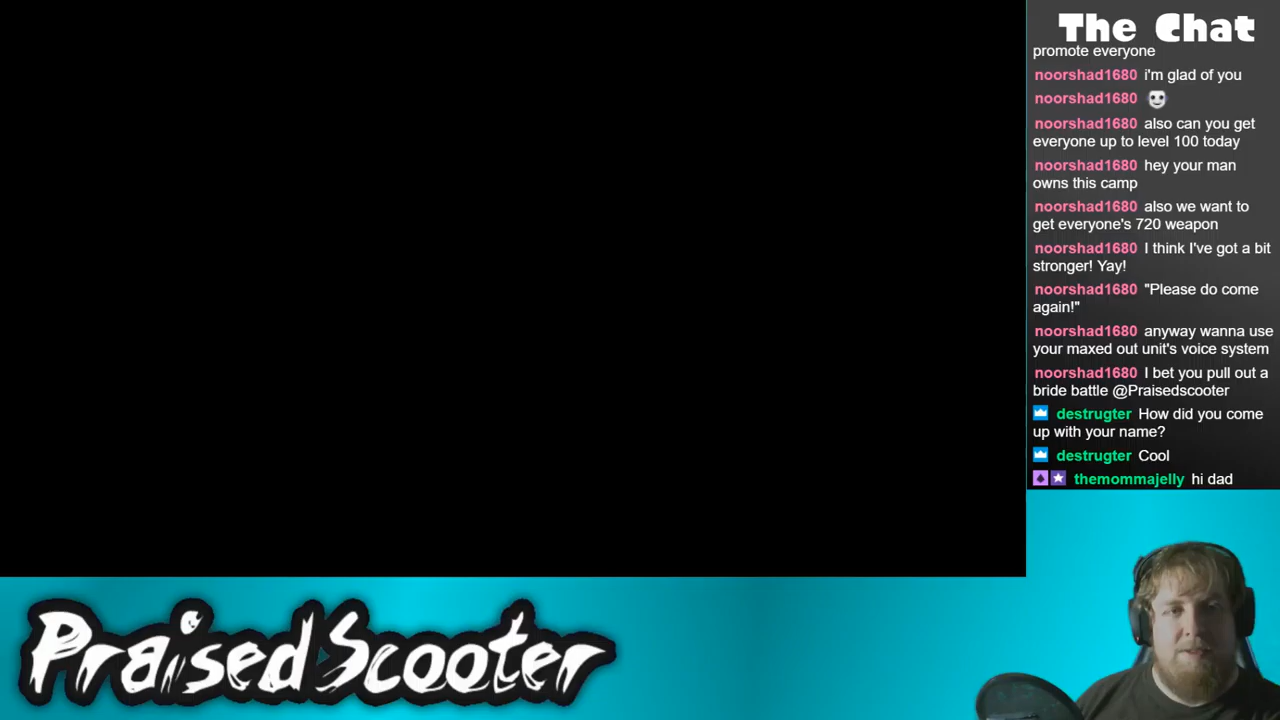 The Chat
promote everyone
noorshad1680 i'm glad of you
noorshad1680
noorshad1680 also can you get
everyone up to level 100 today
noorshad1680 hey your man
owns this camp
noorshad1680 also we want to
get everyone's 720 weapon
noorshad1680 I think I've got a bit
stronger! Yay!
noorshad1680 "Please do come
again!"
noorshad1680 anyway wanna use
your maxed out unit's voice system
noorshad1680 I bet you pull out a
bride battle @Praisedscooter
destrugter How did you come
up with your name?
destrugter Cool
themommajelly hi dad
PraisedScooter